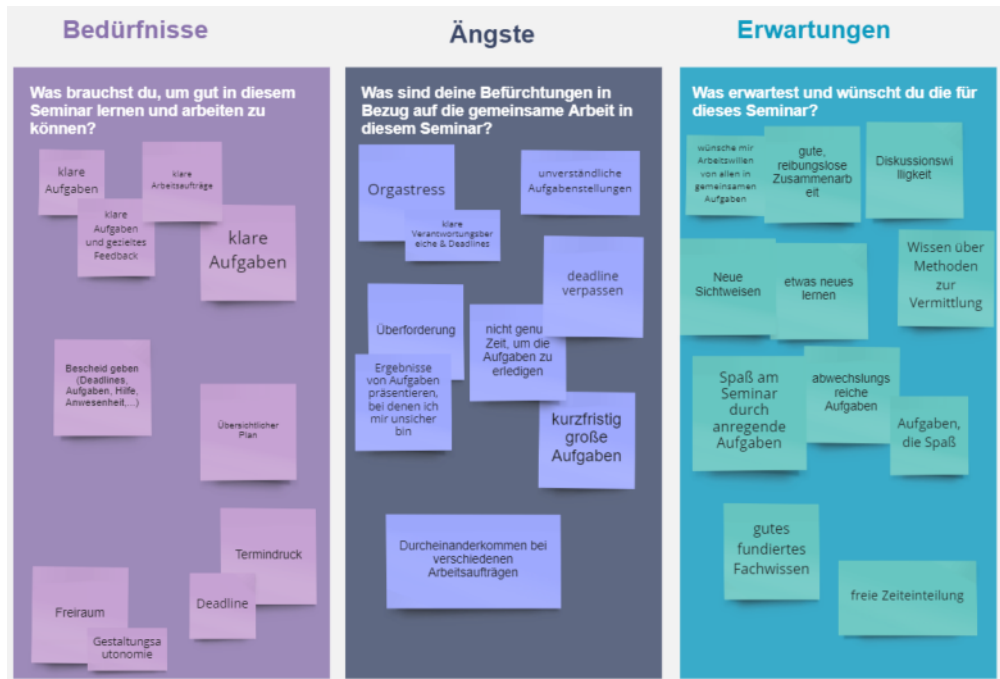 Bedürfnisse
Was brauchst du, um gut in diesem
Seminar lernen und arbeiten zu
können?
klare
Aufgaben
klare
Arbeitsaufträge
klare
Aufgaben
und gezieltes
Feedback
klare
Aufgaben
Bescheid geben
(Deadlines,
Aufgaben, Hilfe,
Anwesenheit,...)
Übersichtlicher
Plan
Termindruck
Deadline
Freiraum
Gestaltungsa
utonomie
Ängste
Was sind deine Befürchtungen in
Bezug auf die gemeinsame Arbeit in
diesem Seminar?
Orgastress
unverständliche
Aufgabenstellungen
klare
Verantwortungsber
eiche & Deadlines
deadline
verpassen
Überforderung
nicht genu
Zeit, um die
Aufgaben zu
erledigen
Ergebnisse
von Aufgaben
präsentieren,
bei denen ich
mir unsicher
bin
kurzfristig
große
Aufgaben
Durcheinanderkommen bei
verschiedenen
Arbeitsaufträgen
Erwartungen
Was erwartest und wünscht du die für
dieses Seminar?
wünsche mir
Arbeitswillen
von allen in
gemeinsamen
Aufgaben
gute,
reibungslose
Zusammenarb
eit
Diskussionswi
lligkeit
Neue
Sichtweisen
etwas neues
lernen
Wissen über
Methoden
zur
Vermittlung
Spaß am
Seminar
durch
anregende
Aufgaben
abwechslungs
reiche
Aufgaben
Aufgaben,
die Spaß
gutes
fundiertes
Fachwissen
freie Zeiteinteilung